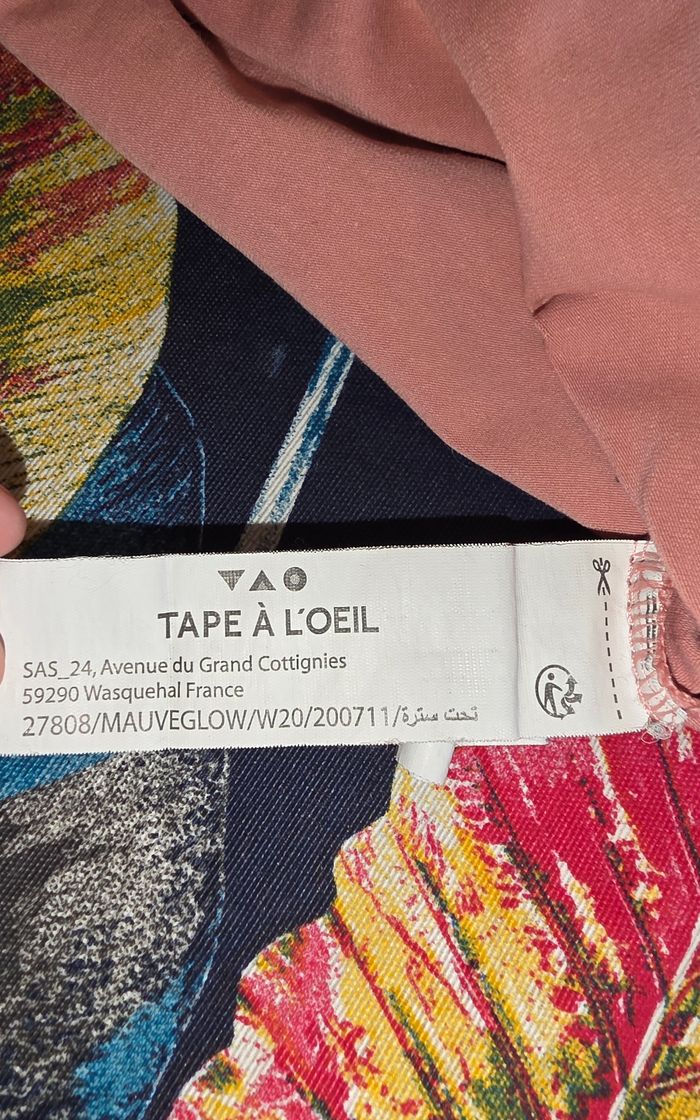 TAPE À L'OEIL
SAS_24, Avenue du Grand Cottignies
59290 Wasquehal France
27808/MAUVEGLOW/W20/200711/تحت سترة